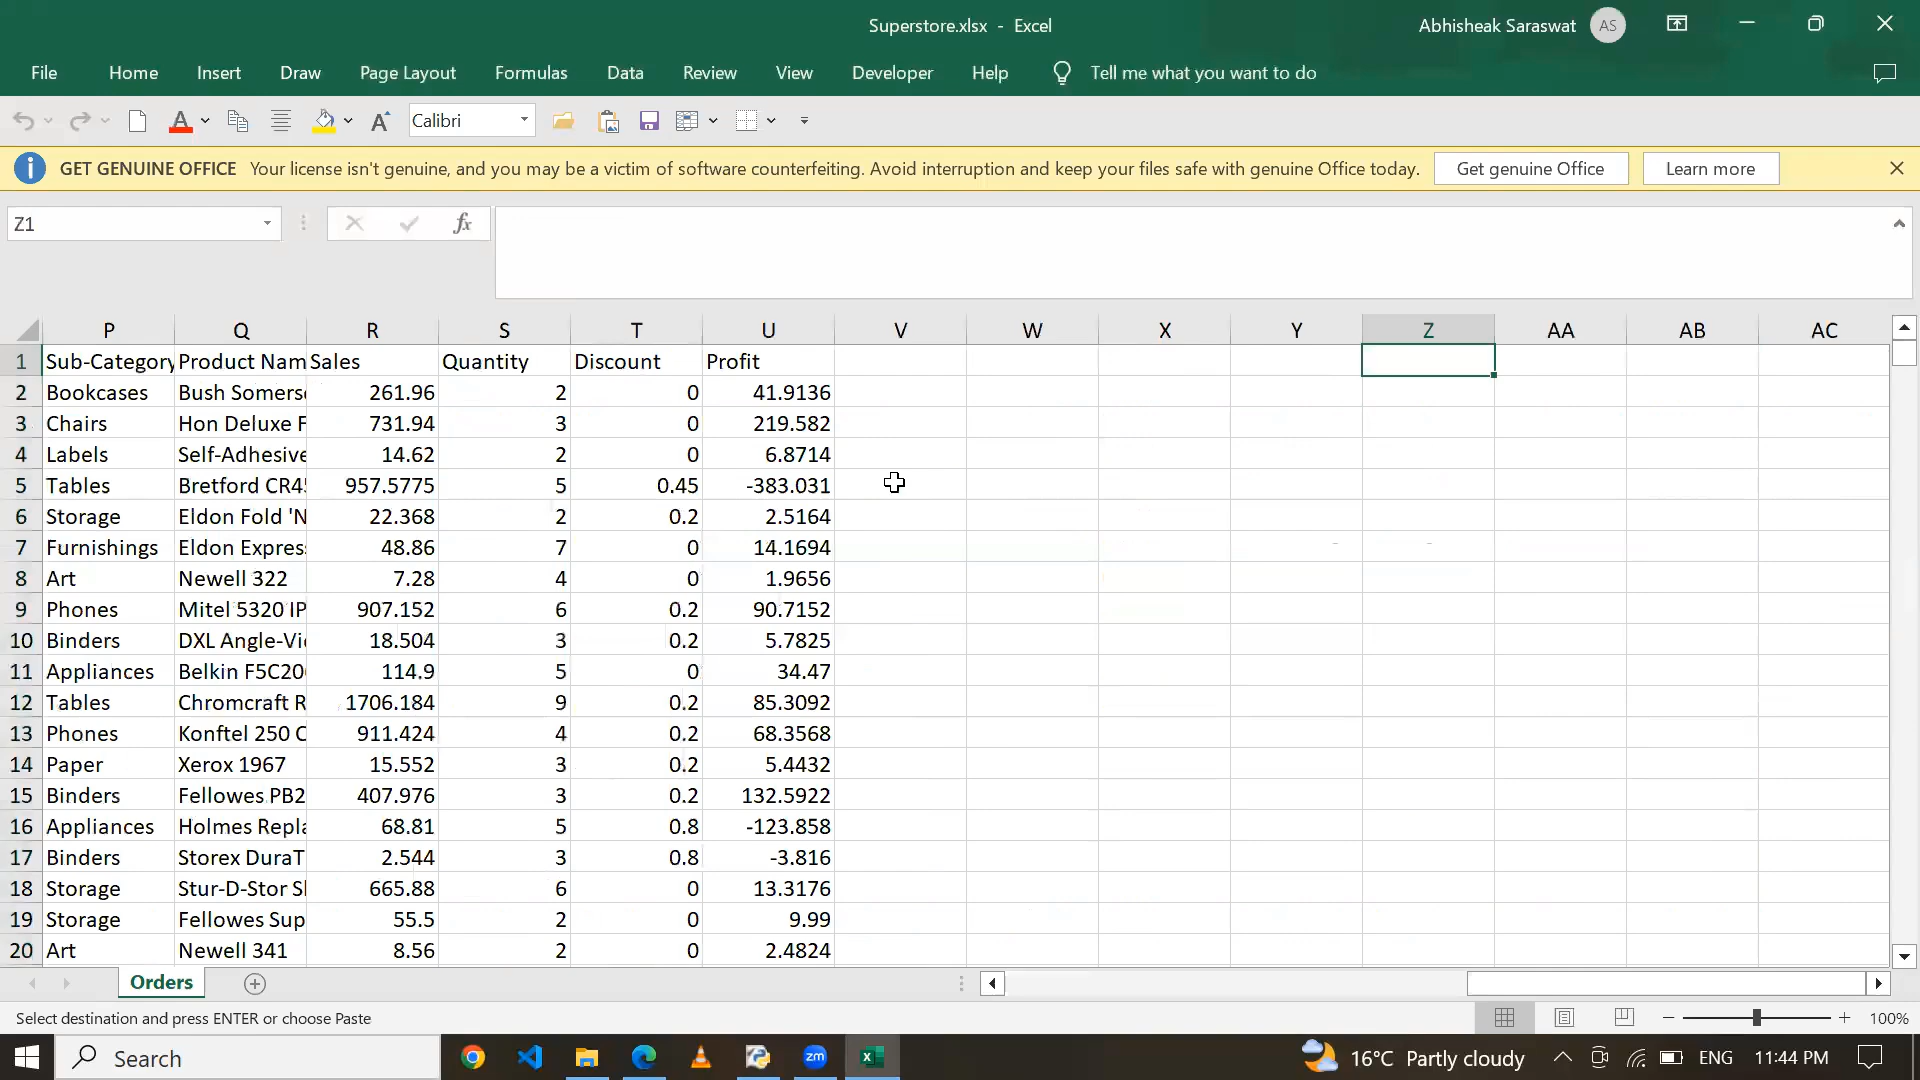 Superstore.xlsx - Excel
Abhisheak Saraswat AS
File Home Insert Draw Page Layout Formulas Data Review View Developer Help Tell me what you want to do
A A Calibri
GET GENUINE OFFICE Your license isn't genuine, and you may be a victim of software counterfeiting. Avoid interruption and keep your files safe with genuine Office today. Get genuine Office Learn more
Z1 fx
P Q R S T U V W X Y Z AA AB AC
1 Sub-Category Product Nam Sales Quantity Discount Profit
2 Bookcases Bush Somers 261.96 2 0 41.9136
3 Chairs Hon Deluxe F 731.94 3 0 219.582
4 Labels Self-Adhesive 14.62 2 0 6.8714
5 Tables Bretford CR4 957.5775 5 0.45 -383.031
6 Storage Eldon Fold 'N 22.368 2 0.2 2.5164
7 Furnishings Eldon Expres 48.86 7 0 14.1694
8 Art Newell 322 7.28 4 0 1.9656
9 Phones Mitel 5320 IP 907.152 6 0.2 90.7152
10 Binders DXL Angle-Vi 18.504 3 0.2 5.7825
11 Appliances Belkin F5C20 114.9 5 0 34.47
12 Tables Chromcraft R 1706.184 9 0.2 85.3092
13 Phones Konftel 250 C 911.424 4 0.2 68.3568
14 Paper Xerox 1967 15.552 3 0.2 5.4432
15 Binders Fellowes PB2 407.976 3 0.2 132.5922
16 Appliances Holmes Repl 68.81 5 0.8 -123.858
17 Binders Storex DuraT 2.544 3 0.8 -3.816
18 Storage Stur-D-Stor S 665.88 6 0 13.3176
19 Storage Fellowes Sup 55.5 2 0 9.99
20 Art Newell 341 8.56 2 0 2.4824
Orders
Select destination and press ENTER or choose Paste 100%
Search zm 16°C Partly cloudy ENG 11:44 PM